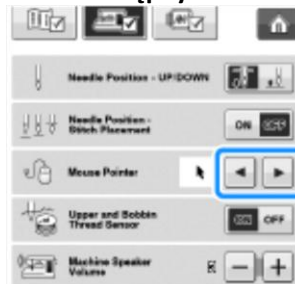 Needle Position - UP/DOWN
Needle Position -
Stitch Placement
ON OFF
Mouse Pointer
Upper and Bobbin
Thread Sensor
ON OFF
Machine Speaker
Volume